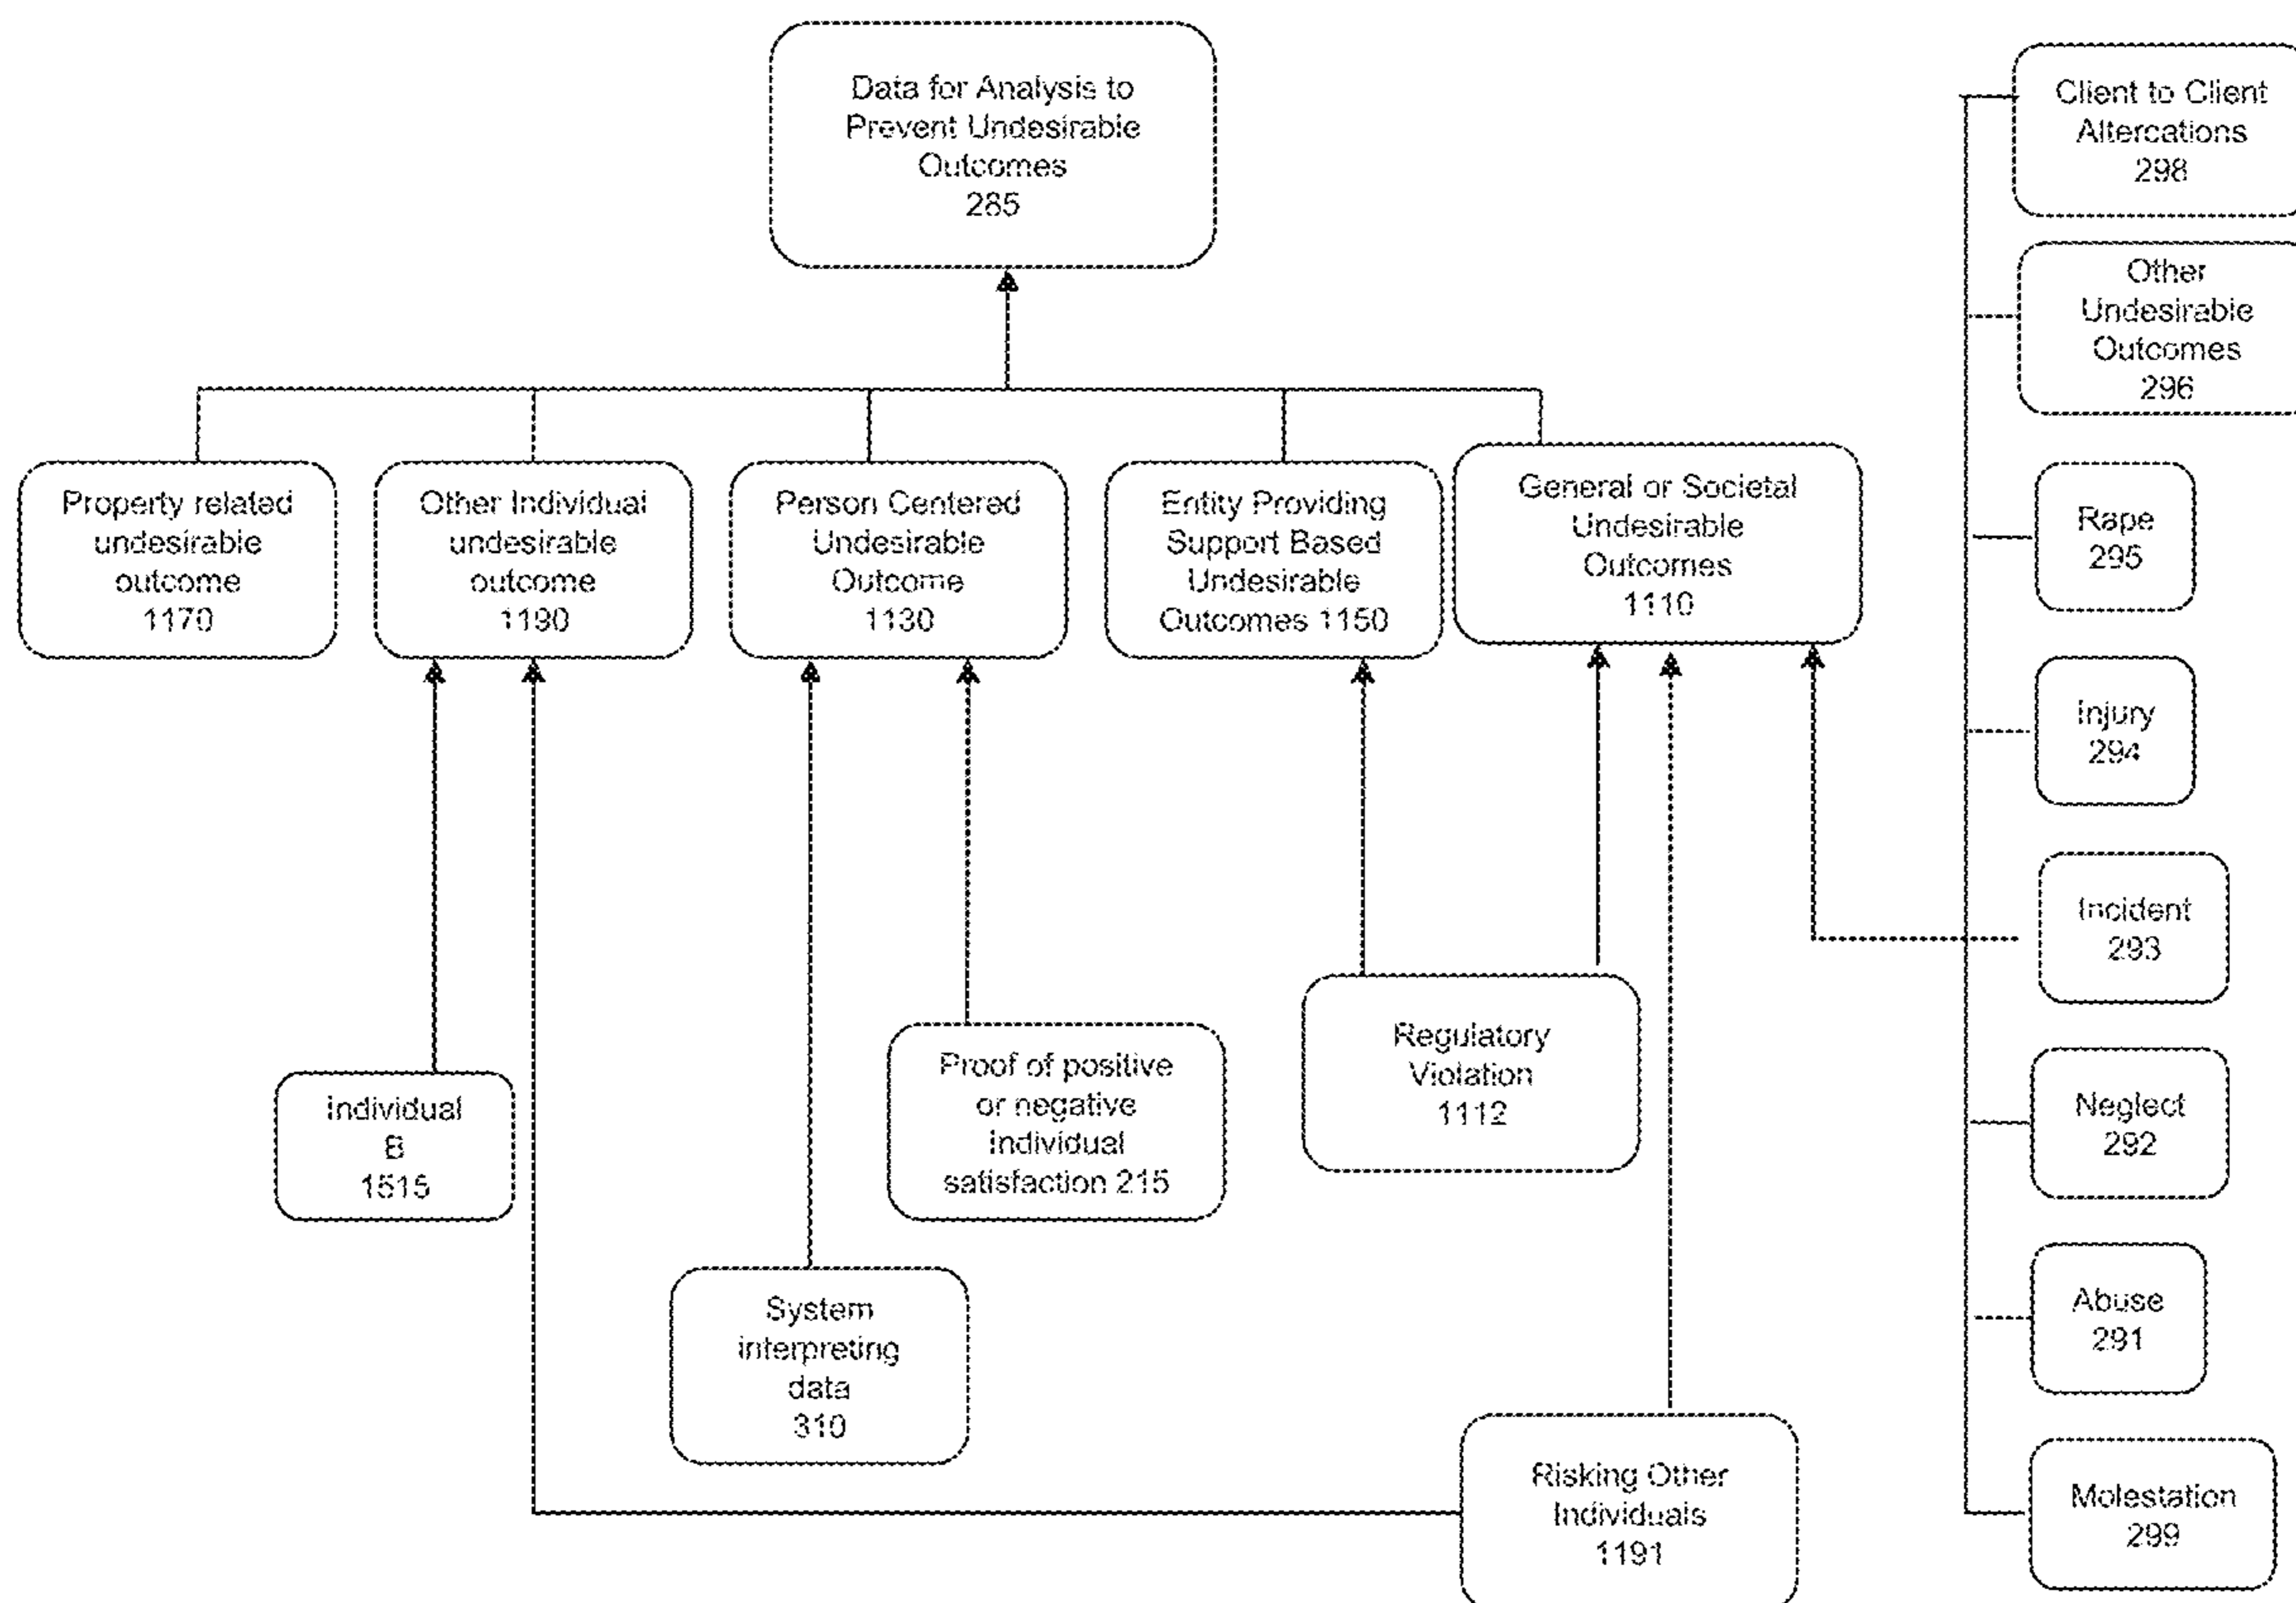 Data for Analysis to
Prevent Undesirable
Outcomes
285
Client to Client
Altercations
298
Other
Undesirable
Outcomes
296
Property related
undesirable
outcome
1170
Other Individual
undesirable
outcome
1190
Person Centered
Undesirable
Outcome
1130
Entity Providing
Support Based
Undesirable
Outcomes 1150
General or Societal
Undesirable
Outcomes
1110
Rape
295
Injury
294
Incident
293
Neglect
292
Abuse
291
Molestation
299
Individual
B
1515
Proof of positive
or negative
Individual
satisfaction 215
Regulatory
Violation
1112
System
interpreting
data
310
Risking Other
Individuals
1191